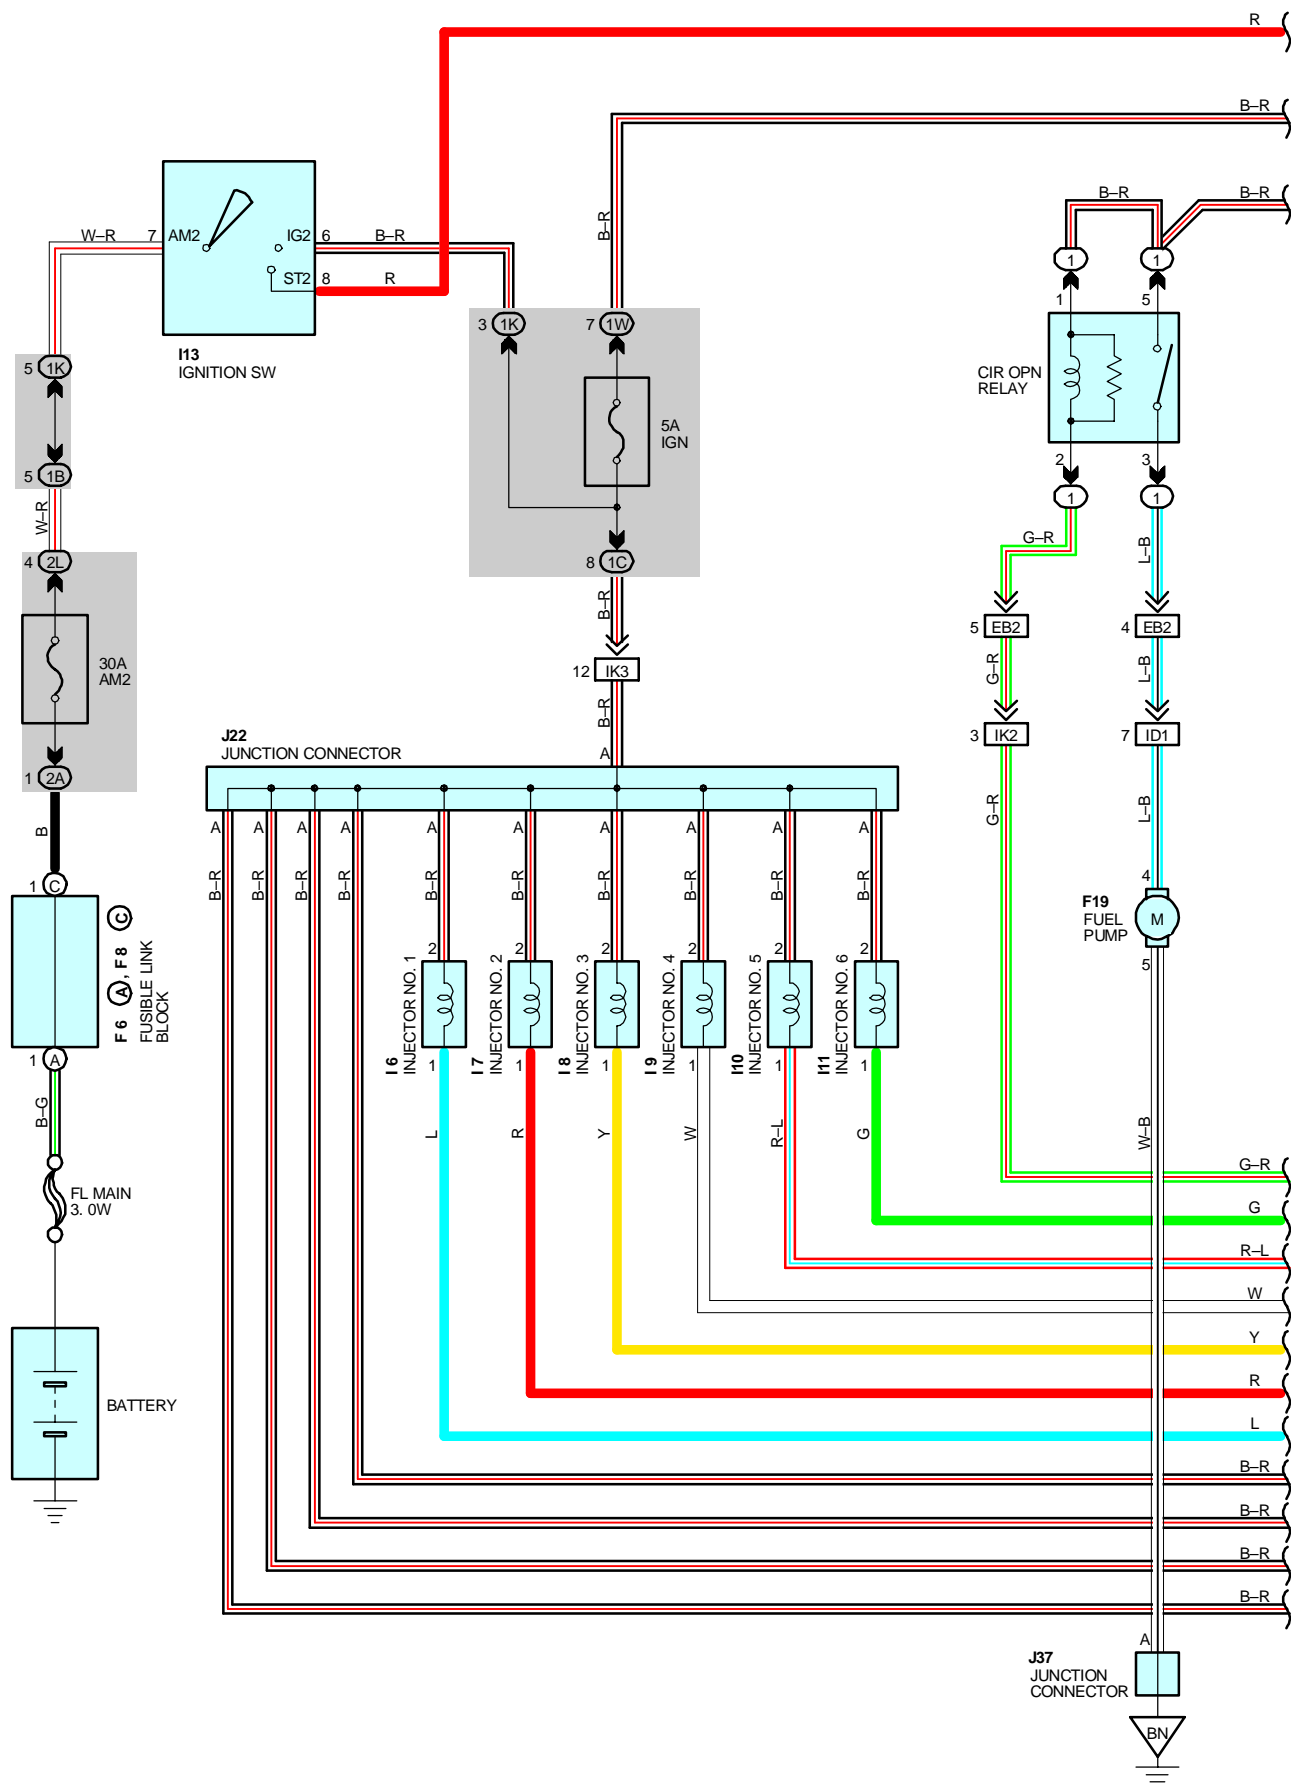 R
B–R
B–R
B–R
B–R
W–R
7
AM2
IG2
6
B–R
ST2
8
R
I13
IGNITION SW
5
1K
5
1B
W–R
4
2L
30A
AM2
1
2A
B
1
C
F 6 A , F 8 C
FUSIBLE LINK
BLOCK
1
A
B–G
FL MAIN
3. 0W
BATTERY
3
1K
7
1W
5A
IGN
8
1C
B–R
12
IK3
B–R
A
J22
JUNCTION CONNECTOR
A
A
A
A
A
A
A
A
A
A
B–R
B–R
B–R
B–R
B–R
B–R
B–R
B–R
B–R
B–R
2
2
2
2
2
2
I 6
INJECTOR NO. 1
I 7
INJECTOR NO. 2
I 8
INJECTOR NO. 3
I 9
INJECTOR NO. 4
I10
INJECTOR NO. 5
I11
INJECTOR NO. 6
1
1
1
1
1
1
L
R
Y
W
R–L
G
1
1
1
5
CIR OPN
RELAY
2
3
1
1
G–R
L–B
5
EB2
4
EB2
G–R
L–B
3
IK2
7
ID1
G–R
L–B
4
F19
FUEL
PUMP
M
5
W–B
G–R
G
R–L
W
Y
R
L
B–R
B–R
B–R
B–R
A
J37
JUNCTION
CONNECTOR
BN